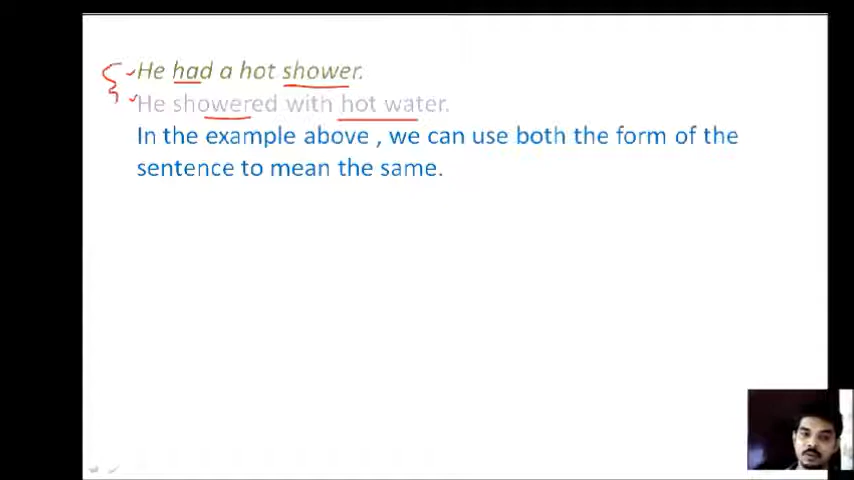 He had a hot shower.
He showered with hot water.
In the example above , we can use both the form of the
sentence to mean the same.